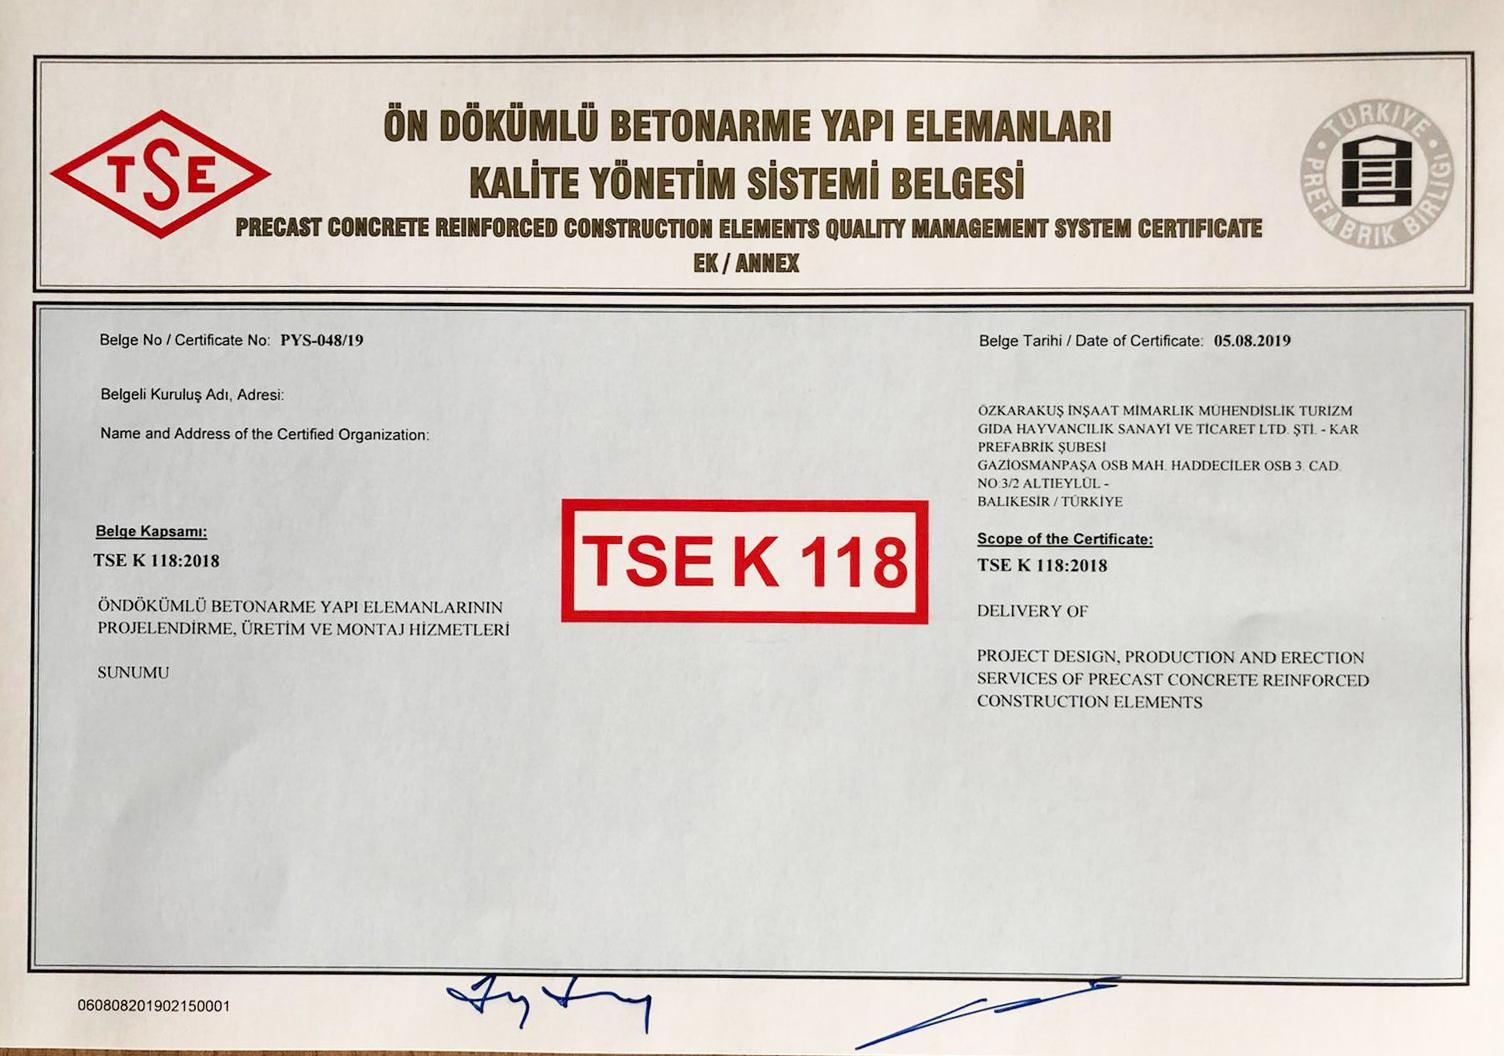 TSE
ÖN DÖKÜMLÜ BETONARME YAPI ELEMANLARI
KALİTE YÖNETİM SİSTEMİ BELGESİ
PRECAST CONCRETE REINFORCED CONSTRUCTION ELEMENTS QUALITY MANAGEMENT SYSTEM CERTIFICATE
EK / ANNEX
• TÜRKİYE • PREFABRİK BİRLİĞİ
Belge No / Certificate No: PYS-048/19
Belge Tarihi / Date of Certificate: 05.08.2019
Belgeli Kuruluş Adı, Adresi:
Name and Address of the Certified Organization:
ÖZKARAKUŞ İNŞAAT MİMARLIK MÜHENDİSLİK TURİZM
GIDA HAYVANCILIK SANAYİ VE TİCARET LTD. ŞTİ. - KAR
PREFABRİK ŞUBESİ
GAZİOSMANPAŞA OSB MAH. HADDECİLER OSB 3. CAD.
NO 3/2 ALTIEYLÜL -
BALIKESİR / TÜRKİYE
Belge Kapsamı:
TSE K 118:2018
ÖNDÖKÜMLÜ BETONARME YAPI ELEMANLARININ
PROJELENDİRME, ÜRETİM VE MONTAJ HİZMETLERİ
SUNUMU
TSE K 118
Scope of the Certificate:
TSE K 118:2018
DELIVERY OF
PROJECT DESIGN, PRODUCTION AND ERECTION
SERVICES OF PRECAST CONCRETE REINFORCED
CONSTRUCTION ELEMENTS
060808201902150001